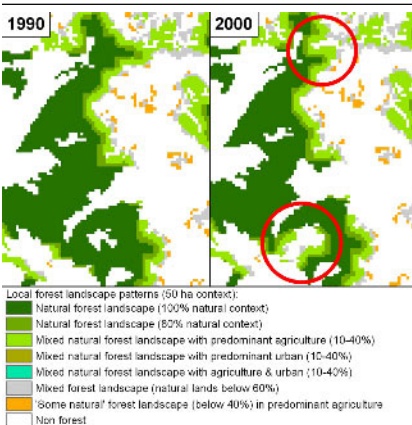 1990
2000
Local forest landscape patterns (50 ha context):
Natural forest landscape (100% natural context)
Natural forest landscape (60% natural context)
Mixed natural forest landscape with predominant agriculture (10-40%)
Mixed natural forest landscape with predominant urban (10-40%)
Mixed natural forest landscape with agriculture & urban (10-40%)
Mixed forest landscape (natural lands below 60%)
'Some natural' forest landscape (below 40%) in predominant agriculture
Non forest